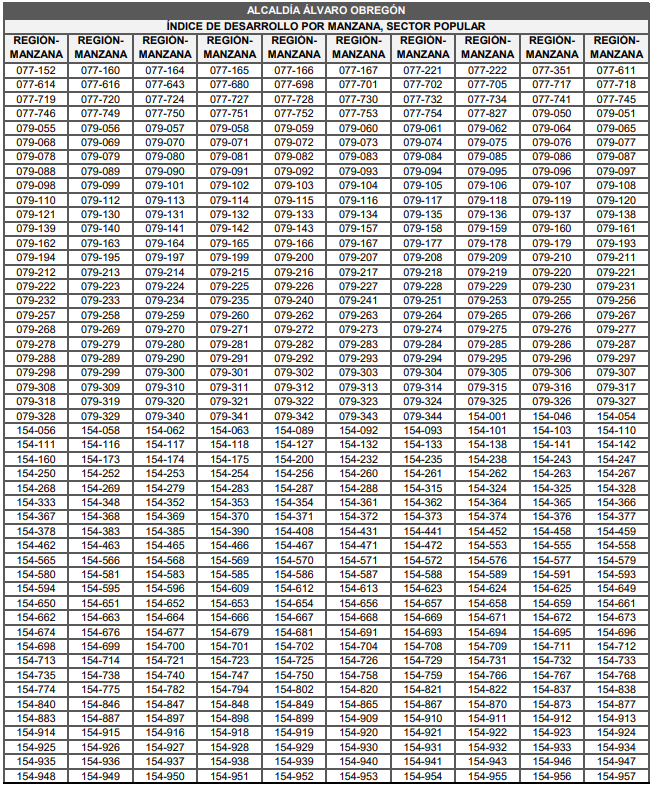 ALCALDÍA ÁLVARO OBREGÓN
ÍNDICE DE DESARROLLO POR MANZANA, SECTOR POPULAR
REGIÓN- REGIÓN- REGIÓN- REGIÓN- REGIÓN- REGIÓN- REGIÓN- REGIÓN- REGIÓN- REGIÓN-
MANZANA MANZANA MANZANA MANZANA MANZANA MANZANA MANZANA MANZANA MANZANA MANZANA
077-152 077-160 077-164 077-165 077-166 077-167 077-221 077-222 077-351 077-611
077-614 077-616 077-643 077-680 077-698 077-701 077-702 077-705 077-717 077-718
077-719 077-720 077-724 077-727 077-728 077-730 077-732 077-734 077-741 077-745
077-746 077-749 077-750 077-751 077-752 077-753 077-754 077-827 079-050 079-051
079-055 079-056 079-057 079-058 079-059 079-060 079-061 079-062 079-064 079-065
079-068 079-069 079-070 079-071 079-072 079-073 079-074 079-075 079-076 079-077
079-078 079-079 079-080 079-081 079-082 079-083 079-084 079-085 079-086 079-087
079-088 079-089 079-090 079-091 079-092 079-093 079-094 079-095 079-096 079-097
079-098 079-099 079-101 079-102 079-103 079-104 079-105 079-106 079-107 079-108
079-110 079-112 079-113 079-114 079-115 079-116 079-117 079-118 079-119 079-120
079-121 079-130 079-131 079-132 079-133 079-134 079-135 079-136 079-137 079-138
079-139 079-140 079-141 079-142 079-143 079-157 079-158 079-159 079-160 079-161
079-162 079-163 079-164 079-165 079-166 079-167 079-177 079-178 079-179 079-193
079-194 079-195 079-197 079-199 079-200 079-207 079-208 079-209 079-210 079-211
079-212 079-213 079-214 079-215 079-216 079-217 079-218 079-219 079-220 079-221
079-222 079-223 079-224 079-225 079-226 079-227 079-228 079-229 079-230 079-231
079-232 079-233 079-234 079-235 079-240 079-241 079-251 079-253 079-255 079-256
079-257 079-258 079-259 079-260 079-262 079-263 079-264 079-265 079-266 079-267
079-268 079-269 079-270 079-271 079-272 079-273 079-274 079-275 079-276 079-277
079-278 079-279 079-280 079-281 079-282 079-283 079-284 079-285 079-286 079-287
079-288 079-289 079-290 079-291 079-292 079-293 079-294 079-295 079-296 079-297
079-298 079-299 079-300 079-301 079-302 079-303 079-304 079-305 079-306 079-307
079-308 079-309 079-310 079-311 079-312 079-313 079-314 079-315 079-316 079-317
079-318 079-319 079-320 079-321 079-322 079-323 079-324 079-325 079-326 079-327
079-328 079-329 079-340 079-341 079-342 079-343 079-344 154-001 154-046 154-054
154-056 154-058 154-062 154-063 154-089 154-092 154-093 154-101 154-103 154-110
154-111 154-116 154-117 154-118 154-127 154-132 154-133 154-138 154-141 154-142
154-160 154-173 154-174 154-175 154-200 154-232 154-235 154-238 154-243 154-247
154-250 154-252 154-253 154-254 154-256 154-260 154-261 154-262 154-263 154-267
154-268 154-269 154-279 154-283 154-287 154-288 154-315 154-324 154-325 154-328
154-333 154-348 154-352 154-353 154-354 154-361 154-362 154-364 154-365 154-366
154-367 154-368 154-369 154-370 154-371 154-372 154-373 154-374 154-376 154-377
154-378 154-383 154-385 154-390 154-408 154-431 154-441 154-452 154-458 154-459
154-462 154-463 154-465 154-466 154-467 154-471 154-472 154-553 154-555 154-558
154-565 154-566 154-568 154-569 154-570 154-571 154-572 154-576 154-577 154-579
154-580 154-581 154-583 154-585 154-586 154-587 154-588 154-589 154-591 154-593
154-594 154-595 154-596 154-609 154-612 154-613 154-623 154-624 154-625 154-649
154-650 154-651 154-652 154-653 154-654 154-656 154-657 154-658 154-659 154-661
154-662 154-663 154-664 154-666 154-667 154-668 154-669 154-671 154-672 154-673
154-674 154-676 154-677 154-679 154-681 154-691 154-693 154-694 154-695 154-696
154-698 154-699 154-700 154-701 154-702 154-704 154-708 154-709 154-711 154-712
154-713 154-714 154-721 154-723 154-725 154-726 154-729 154-731 154-732 154-733
154-735 154-738 154-740 154-747 154-750 154-758 154-759 154-766 154-767 154-768
154-774 154-775 154-782 154-794 154-802 154-820 154-821 154-822 154-837 154-838
154-840 154-846 154-847 154-848 154-849 154-865 154-867 154-870 154-873 154-877
154-883 154-887 154-897 154-898 154-899 154-909 154-910 154-911 154-912 154-913
154-914 154-915 154-916 154-918 154-919 154-920 154-921 154-922 154-923 154-924
154-925 154-926 154-927 154-928 154-929 154-930 154-931 154-932 154-933 154-934
154-935 154-936 154-937 154-938 154-939 154-940 154-941 154-943 154-946 154-947
154-948 154-949 154-950 154-951 154-952 154-953 154-954 154-955 154-956 154-957